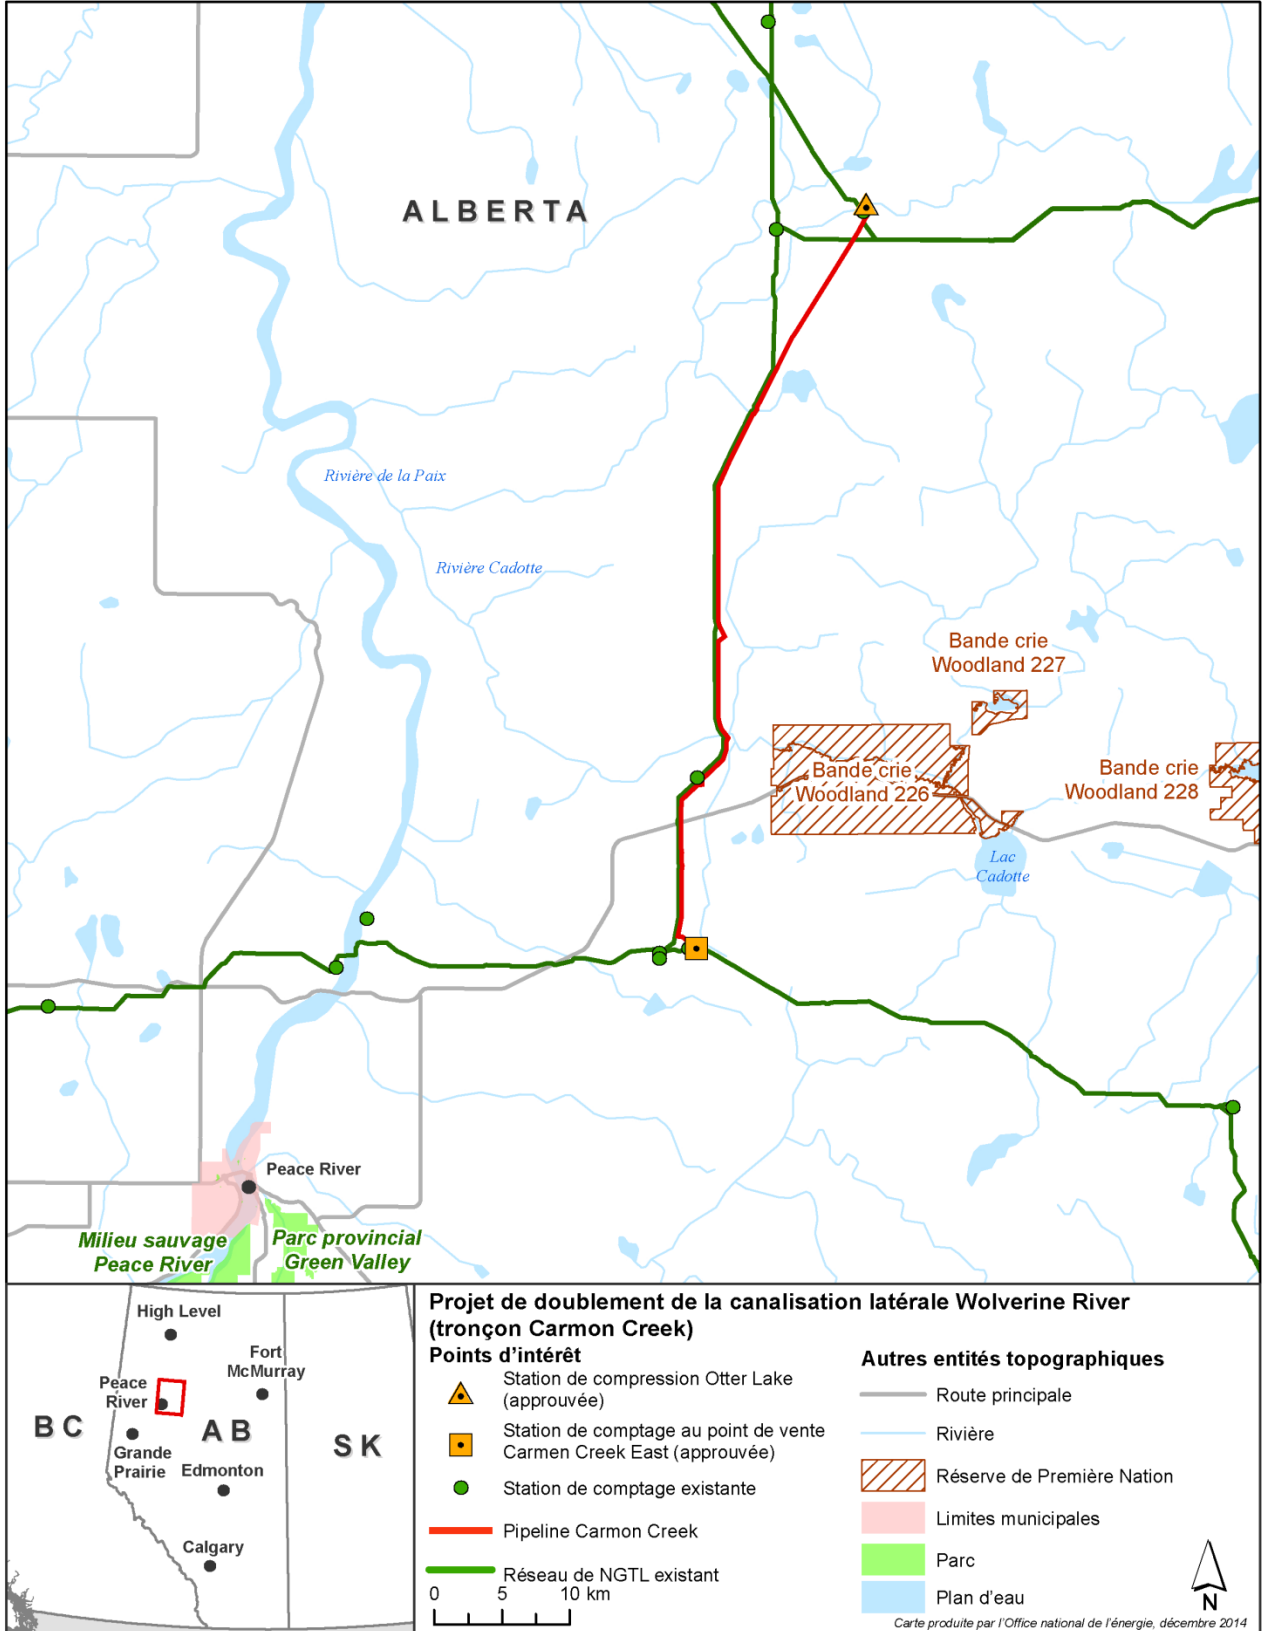 ALBERTA
Rivière de la Paix
Rivière Cadotte
Bande crie
Woodland 227
Bande crie
Woodland 226
Bande crie
Woodland 228
Lac
Cadotte
Peace River
Milieu sauvage
Peace River
Parc provincial
Green Valley
High Level
Fort
McMurray
Peace
River
BC
AB
SK
Grande
Prairie
Edmonton
Calgary
Projet de doublement de la canalisation latérale Wolverine River
(tronçon Carmon Creek)
Points d'intérêt
Station de compression Otter Lake
(approuvée)
Station de comptage au point de vente
Carmen Creek East (approuvée)
Station de comptage existante
Pipeline Carmon Creek
Réseau de NGTL existant
0 5 10 km
Autres entités topographiques
Route principale
Rivière
Réserve de Première Nation
Limites municipales
Parc
Plan d'eau
N
Carte produite par l'Office national de l'énergie, décembre 2014